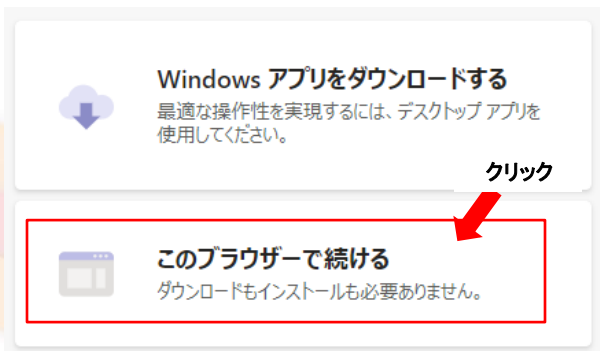 Windows アプリをダウンロードする
最適な操作性を実現するには、デスクトップ アプリを
使用してください。
クリック
このブラウザーで続ける
ダウンロードもインストールも必要ありません。